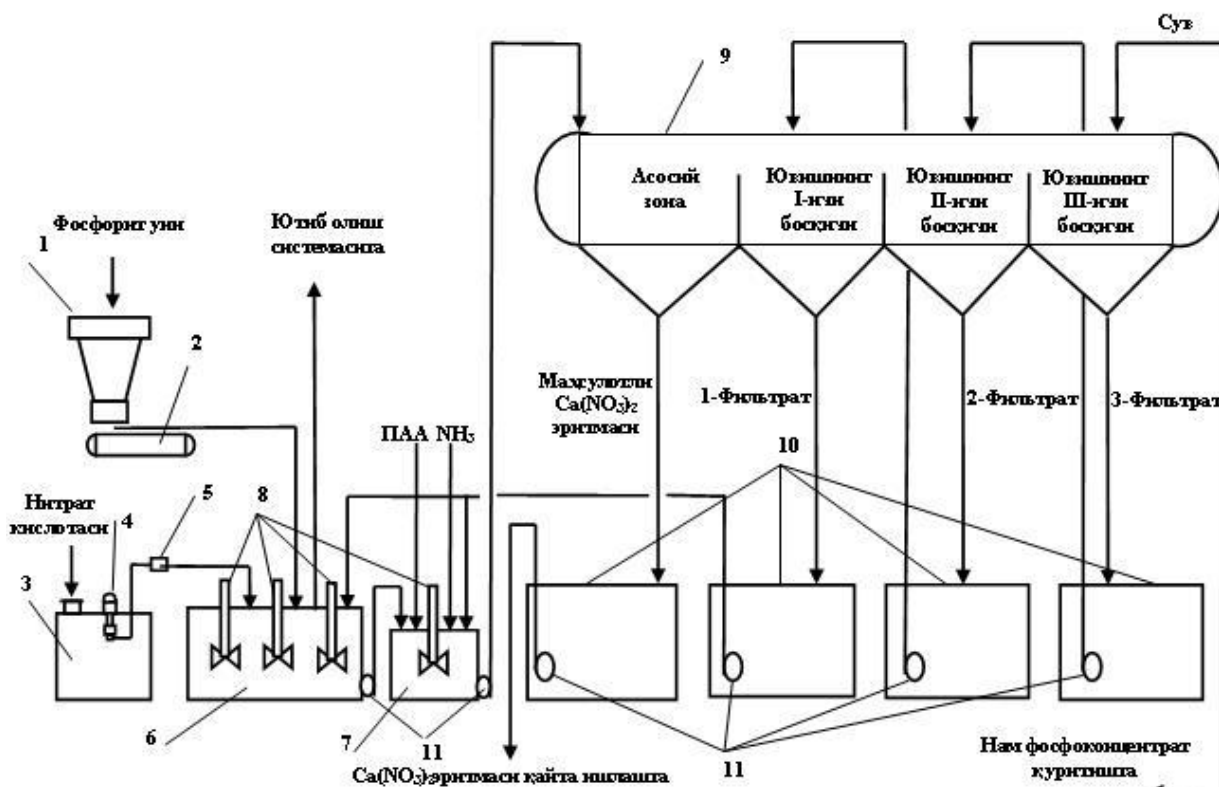 Сув
9
Асосий
зона
Ювишнинг
I-нчи
босқичи
Ювишнинг
II-нчи
босқичи
Ювишнинг
III-нчи
босқичи
Фосфорит уни
1
Ютиб олиш
системасига
2
Маҳсулотли
Ca(NO3)2
эритмаси
1-Фильтрат
2-Фильтрат
3-Фильтрат
ПАА NH3
10
Нитрат
кислотаси
3
4
5
8
6
7
11
11
Ca(NO3)2эритмаси қайта ишлашга
Нам фосфоконцентрат
қуритишга